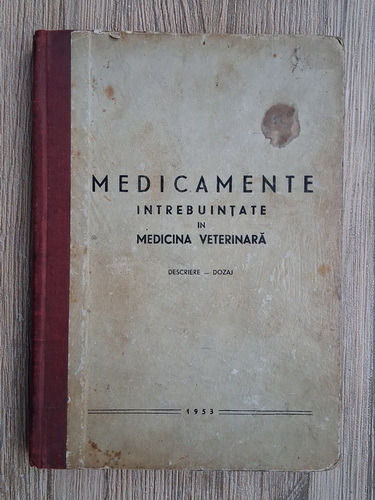 MEDICAMENTE
INTREBUINȚATE
IN
MEDICINA VETERINARĂ
DESCRIERE — DOZAJ
1953